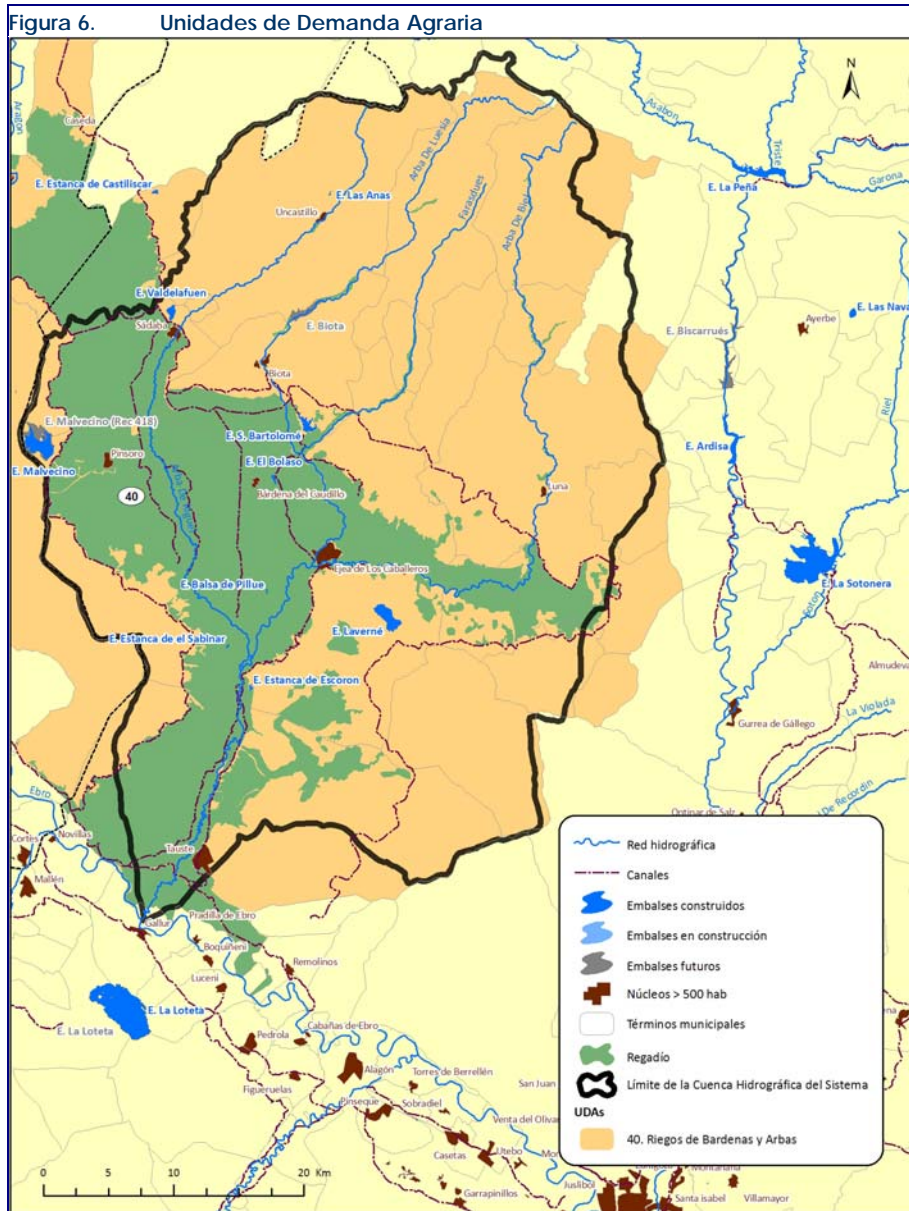 Figura 6. Unidades de Demanda Agraria
N
Cáseda
Aragon
E. Estanca de Castiliscar
Asabon
Triste
Garona
E. La Peña
Arba De Luesia
Farasdues
Arba De Biel
E. Las Anas
Uncastillo
E. Valdelafuen
Sádaba
E. Biota
Biota
E. Biscarrués
Ayerbe
E. Las Nava
Riel
E. Malvecino (Rec 418)
E. Malvecino
Pinsoro
40
E. S. Bartolomé
E. El Bolaso
Bárdena del Caudillo
E. Ardisa
Luna
Ejea de Los Caballeros
E. La Sotonera
Soton
E. Balsa de Pillue
E. Estanca de el Sabinar
E. Laverné
E. Estanca de Escoron
Almudeva
La Violada
Gurrea de Gállego
De Recordin
Ebro
Novillas
Cortes
Mallén
Tauste
Gallur
Pradilla de Ebro
Boquiñeni
Remolinos
Luceni
E. La Loteta
E. La Loteta
Pedrola
Cabañas de Ebro
Figueruelas
Alagón
Torres de Berrellén
San Juan
Pinseque
Sobradiel
Venta del Olivar
Casetas
Utebo
Garrapinillos
Juslibol
Santa isabel
Villamayor
Montañana
Red hidrográfica
Canales
Embalses construidos
Embalses en construcción
Embalses futuros
Núcleos > 500 hab
Términos municipales
Regadío
Límite de la Cuenca Hidrográfica del Sistema
UDAs
40. Riegos de Bardenas y Arbas
0 5 10 20 Km